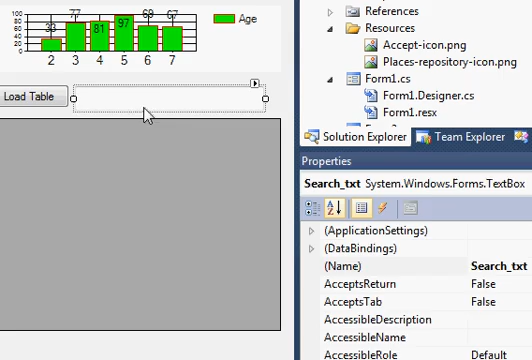 100
80
60
40
20
0
33
77
81
97
69
67
2 3 4 5 6 7
Age
Load Table
References
Resources
Accept-icon.png
Places-repository-icon.png
Form1.cs
Form1.Designer.cs
Form1.resx
Solution Explorer
Team Explorer
Properties
Search_txt System.Windows.Forms.TextBox
(ApplicationSettings)
(DataBindings)
(Name) Search_txt
AcceptsReturn False
AcceptsTab False
AccessibleDescription
AccessibleName
AccessibleRole Default